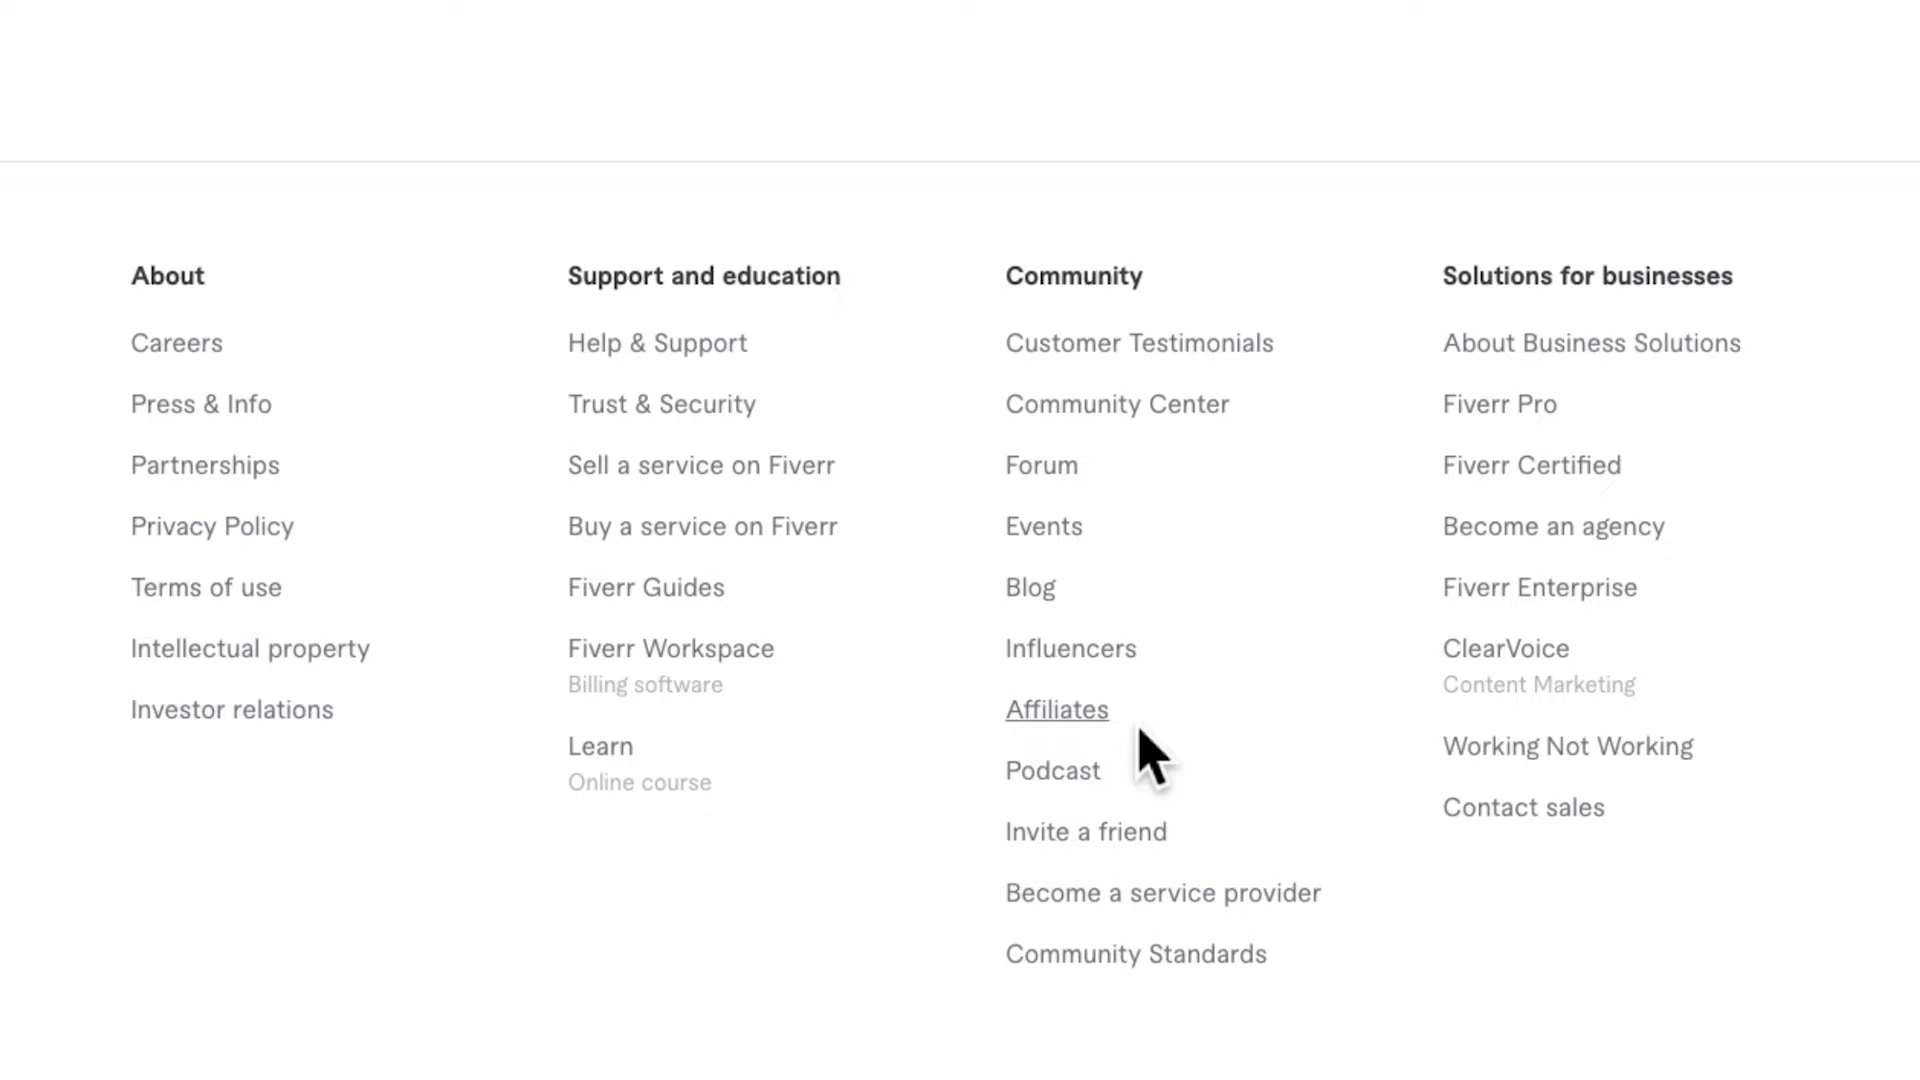 About
Careers
Press & Info
Partnerships
Privacy Policy
Terms of use
Intellectual property
Investor relations
Support and education
Help & Support
Trust & Security
Sell a service on Fiverr
Buy a service on Fiverr
Fiverr Guides
Fiverr Workspace
Billing software
Learn
Online course
Community
Customer Testimonials
Community Center
Forum
Events
Blog
Influencers
Affiliates
Podcast
Invite a friend
Become a service provider
Community Standards
Solutions for businesses
About Business Solutions
Fiverr Pro
Fiverr Certified
Become an agency
Fiverr Enterprise
ClearVoice
Content Marketing
Working Not Working
Contact sales